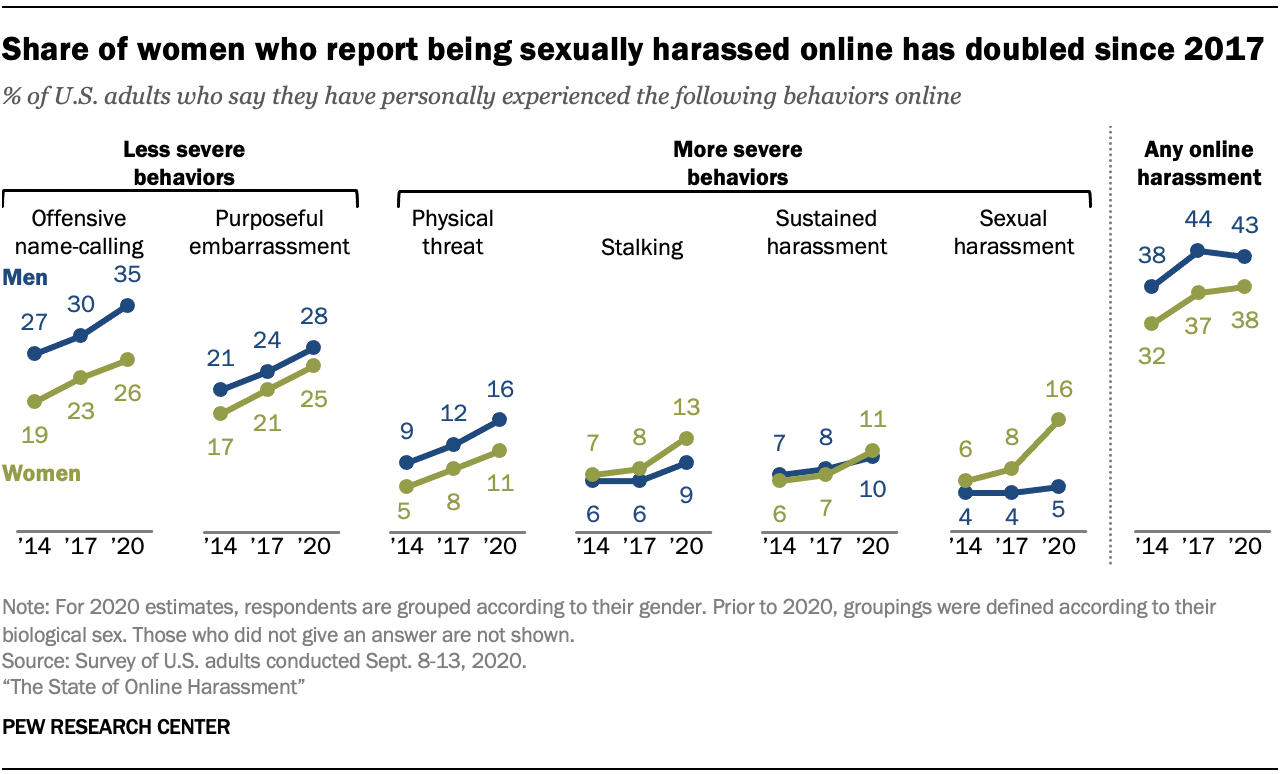 Share of women who report being sexually harassed online has doubled since 2017
% of U.S. adults who say they have personally experienced the following behaviors online
Less severe
behaviors
More severe
behaviors
Any online
harassment
Offensive
name-calling
Purposeful
embarrassment
Physical
threat
Stalking
Sustained
harassment
Sexual
harassment
Men
27 30 35
19 23 26
Women
’14 ’17 ’20
21 24 28
17 21 25
’14 ’17 ’20
9 12 16
5 8 11
’14 ’17 ’20
7 8 13
6 6 9
’14 ’17 ’20
7 8 11
6 7 10
’14 ’17 ’20
6 8 16
4 4 5
’14 ’17 ’20
38 44 43
32 37 38
’14 ’17 ’20
Note: For 2020 estimates, respondents are grouped according to their gender. Prior to 2020, groupings were defined according to their
biological sex. Those who did not give an answer are not shown.
Source: Survey of U.S. adults conducted Sept. 8-13, 2020.
“The State of Online Harassment”
PEW RESEARCH CENTER